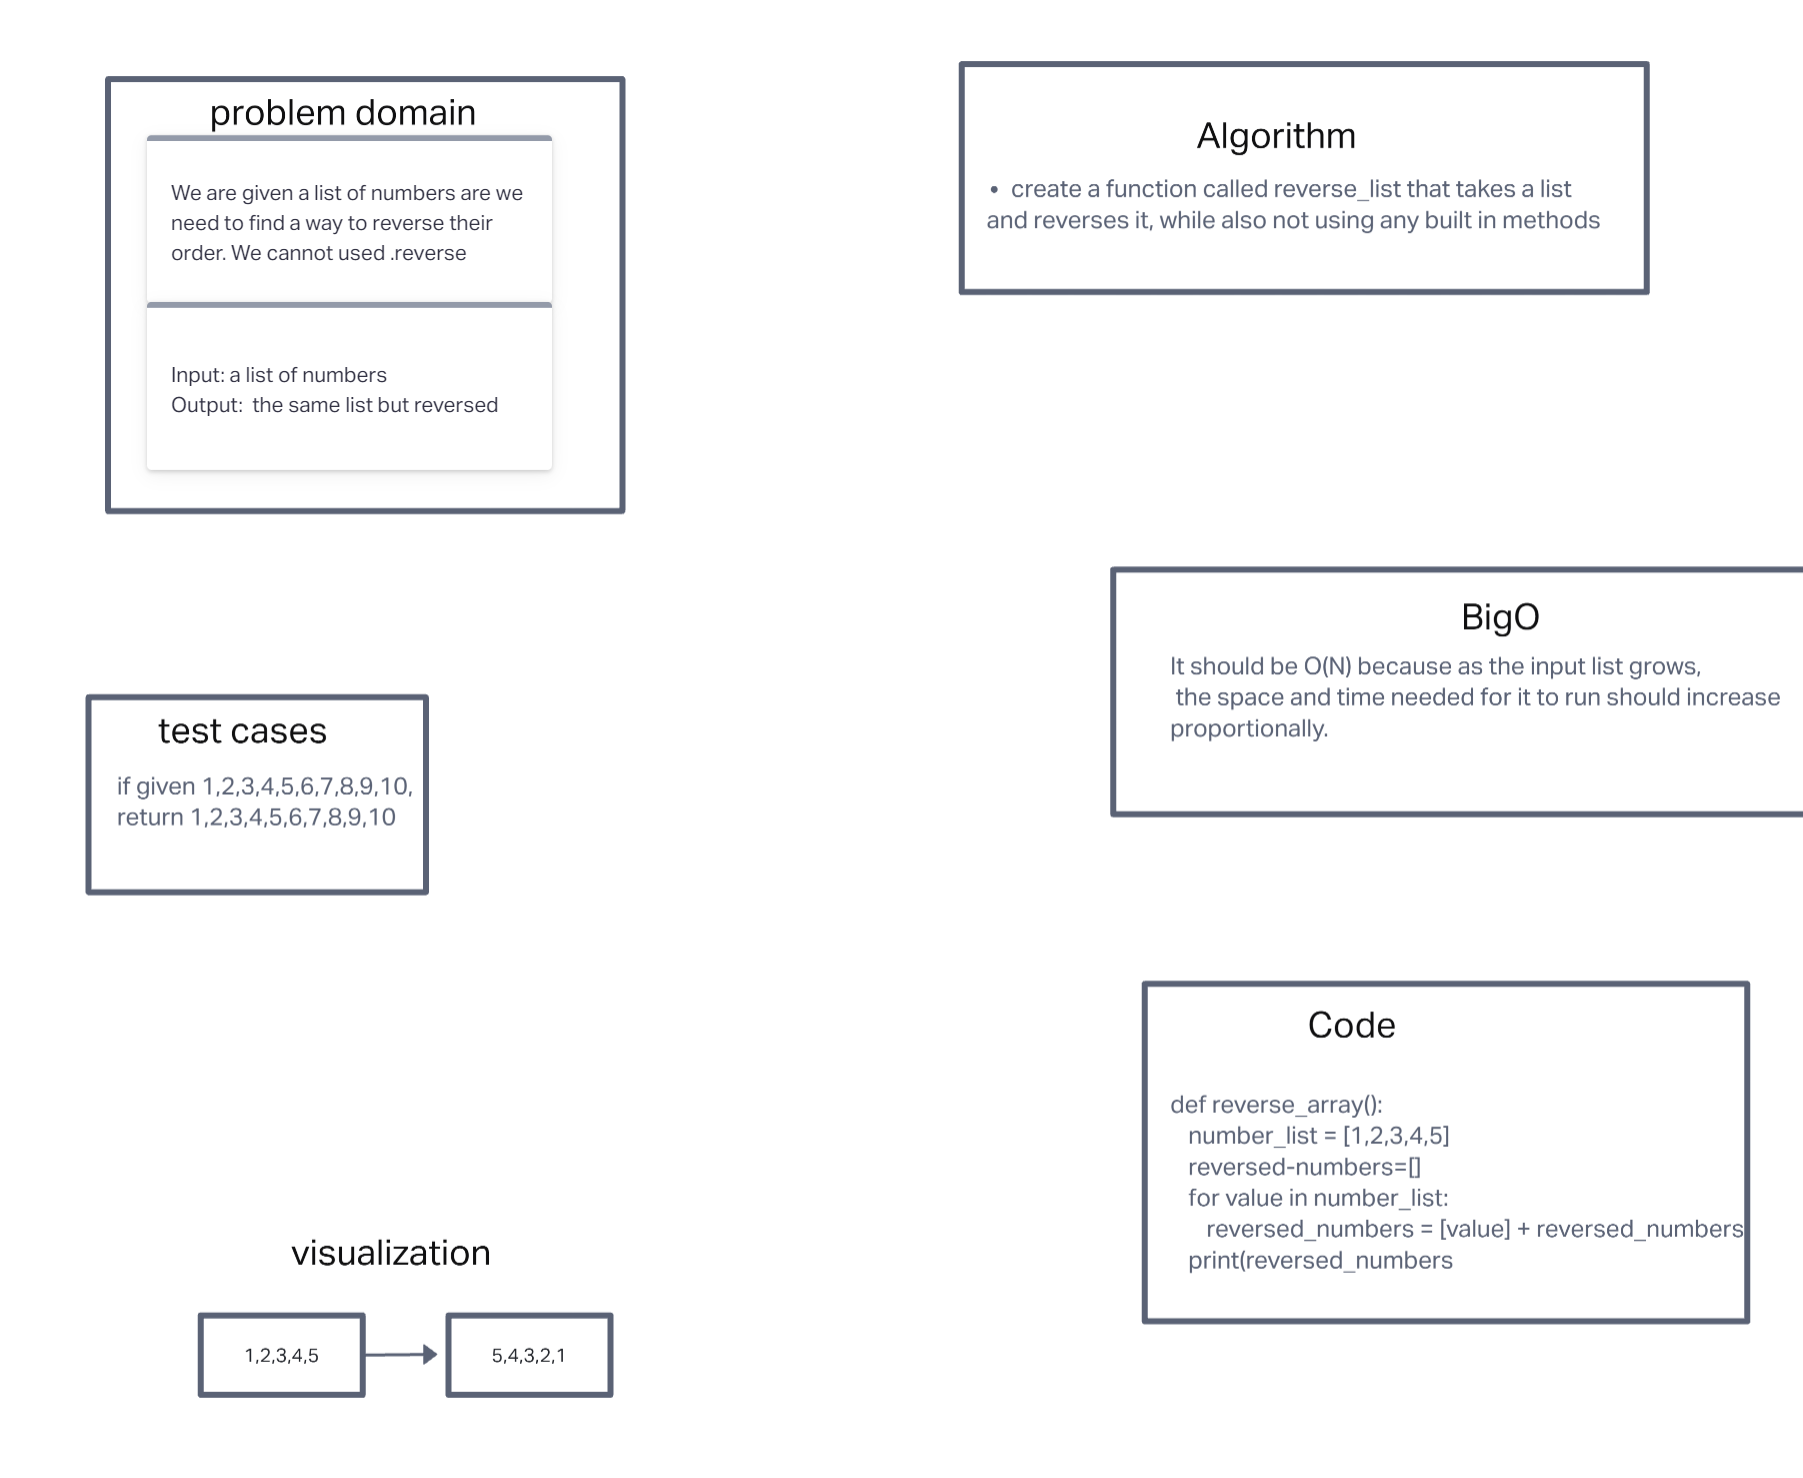 problem domain
We are given a list of numbers are we
need to find a way to reverse their
order. We cannot used .reverse
Input: a list of numbers
Output:  the same list but reversed
test cases
if given 1,2,3,4,5,6,7,8,9,10,
return 1,2,3,4,5,6,7,8,9,10
visualization
1,2,3,4,5
5,4,3,2,1
Algorithm
• create a function called reverse_list that takes a list
and reverses it, while also not using any built in methods
BigO
It should be O(N) because as the input list grows,
the space and time needed for it to run should increase
proportionally.
Code
def reverse_array():
number_list = [1,2,3,4,5]
reversed-numbers=[]
for value in number_list:
reversed_numbers = [value] + reversed_numbers
print(reversed_numbers